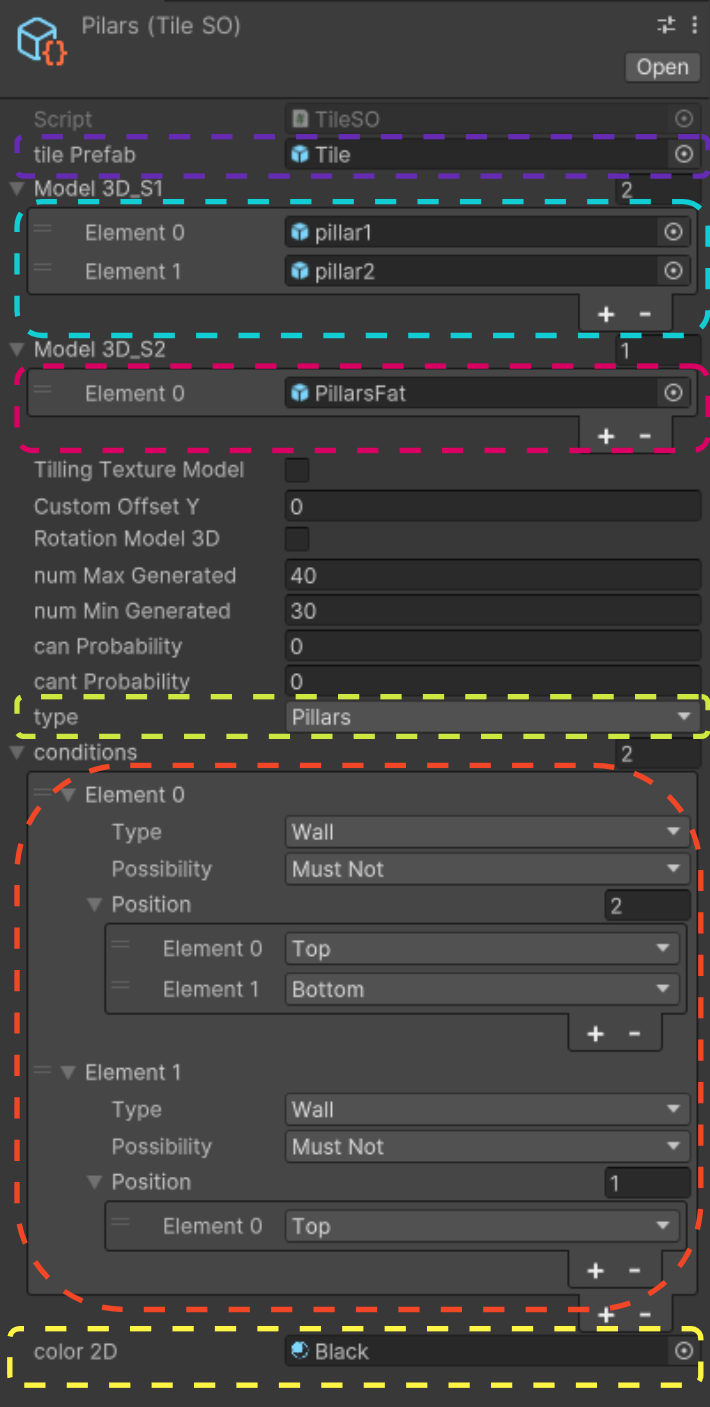 Pilars (Tile SO)
Open
Script TileSO
tile Prefab Tile
Model 3D_S1 2
Element 0 pillar1
Element 1 pillar2
+ -
Model 3D_S2 1
Element 0 PillarsFat
+ -
Tilling Texture Model
Custom Offset Y 0
Rotation Model 3D
num Max Generated 40
num Min Generated 30
can Probability 0
cant Probability 0
type Pillars
conditions 2
Element 0
Type Wall
Possibility Must Not
Position 2
Element 0 Top
Element 1 Bottom
+ -
Element 1
Type Wall
Possibility Must Not
Position 1
Element 0 Top
+ -
+ -
color 2D Black